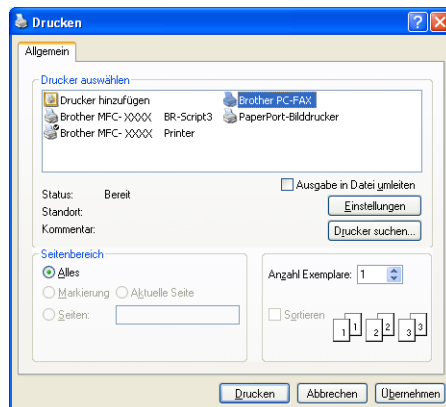 Drucken
Allgemein
Drucker auswählen
Drucker hinzufügen
Brother PC-FAX
Brother MFC- XXXX BR-Script3
PaperPort-Bilddrucker
Brother MFC- XXXX Printer
Status: Bereit
Standort:
Kommentar:
Ausgabe in Datei umleiten
Einstellungen
Drucker suchen...
Seitenbereich
Alles
Markierung Aktuelle Seite
Seiten:
Angzahl Exemplare: 1
Sortieren
1 1 2 2 3 3
Drucken Abbrechen Übernehmen